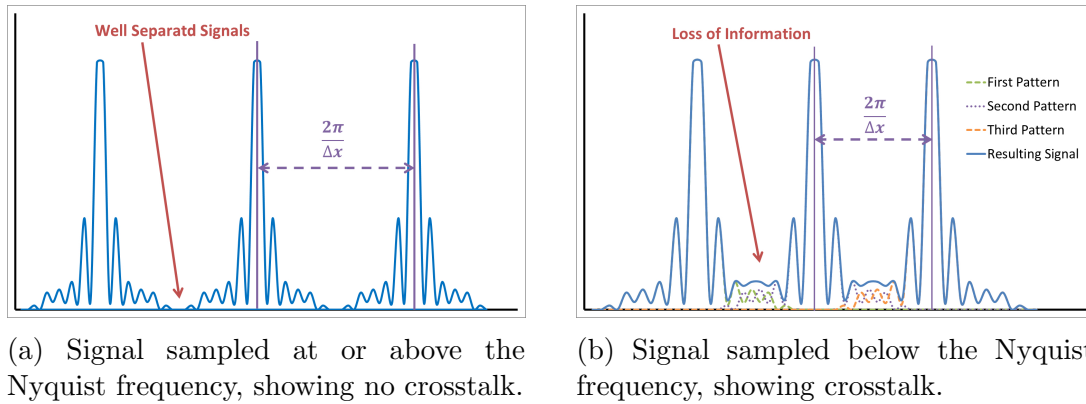 Well Separatd Signals
2π
Δx
(a) Signal sampled at or above the
Nyquist frequency, showing no crosstalk.
Loss of Information
2π
Δx
First Pattern
Second Pattern
Third Pattern
Resulting Signal
(b) Signal sampled below the Nyquist
frequency, showing crosstalk.